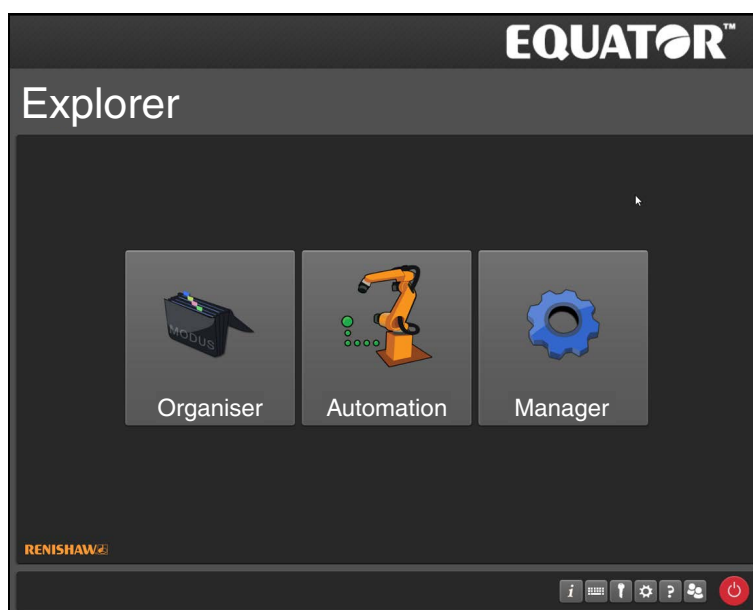 EQUATOR™
Explorer
MODUS
Organiser
Automation
Manager
RENISHAW
i
?